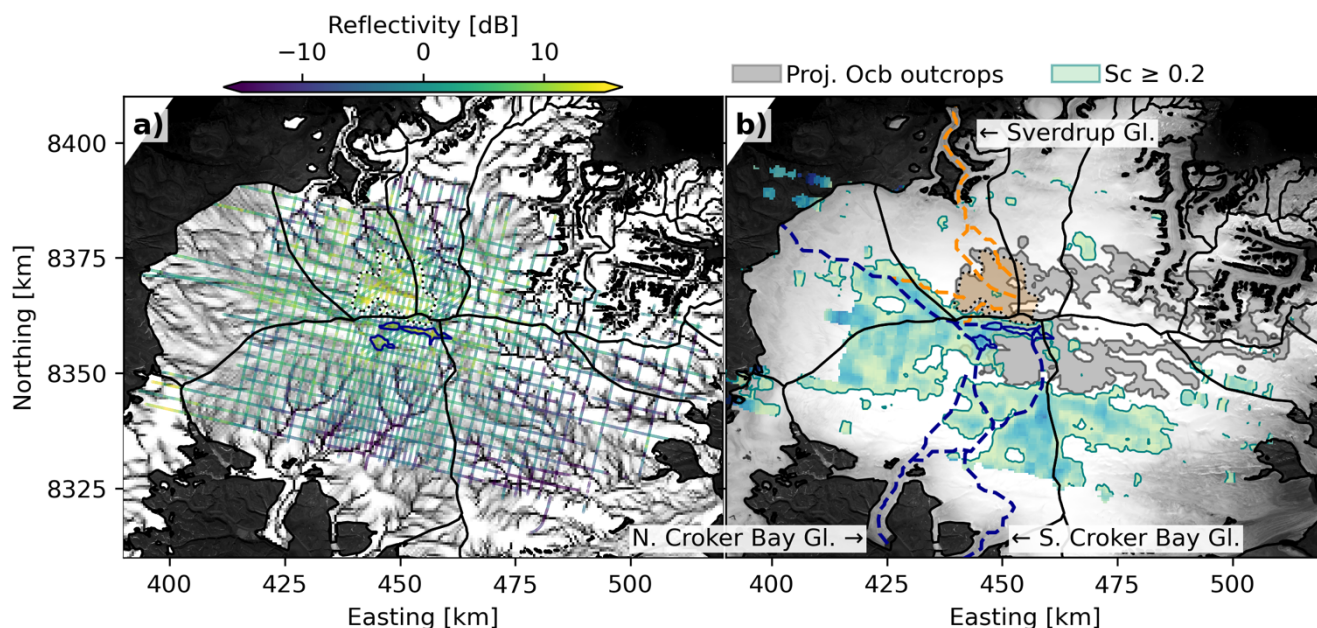 Reflectivity [dB]
−10 0 10
Proj. Ocb outcrops Sc ≥ 0.2
a)
b)
← Sverdrup Gl.
8400
8375
8350
8325
Northing [km]
N. Croker Bay Gl. →
← S. Croker Bay Gl.
400 425 450 475 500
400 425 450 475 500
Easting [km]
Easting [km]